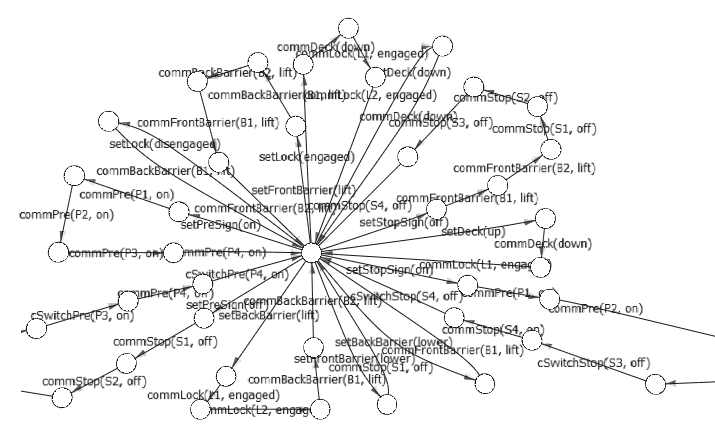 commDeck(down)
commLock(L1, engaged)
commBackBarrier(B2, lift)
tDeck(down)
commBackBarrier(B1, lift)
Lock(L2, engaged)
commStop(S2, off)
commDeck(down)
commFrontBarrier(B1, lift)
commStop(S3, off)
commStop(S1, off)
setLock(disengaged)
setLock(engaged)
commBackBarrier(B1, lift)
commFrontBarrier(B2, lift)
setFrontBarrier(lift)
commPre(P1, on)
commFrontBarrier(B1, lift)
commPre(P2, on)
commFrontBarrier(B2, lift)
commStop(S4, off)
setPreSign(on)
setStopSign(off)
setDeck(up)
commDeck(down)
commPre(P3, on)
mmPre(P4, on)
commLock(L1, engaged)
cSwitchPre(P4, on)
setStopSign(on)
commPre(P4, on)
cSwitchStop(S4, off)
ommPre(P1, on)
setPreSign(off)
commBackBarrier(B2, lift)
commPre(P2, on)
cSwitchPre(P3, on)
setBackBarrier(lift)
commStop(S4, on)
commStop(S1, off)
setBackBarrier(lower)
commFrontBarrier(B1, lift)
setFrontBarrier(lower)
cSwitchStop(S3, off)
commStop(S1, off)
commStop(S2, off)
commBackBarrier(B1, lift)
commLock(L1, engaged)
mmLock(L2, engag